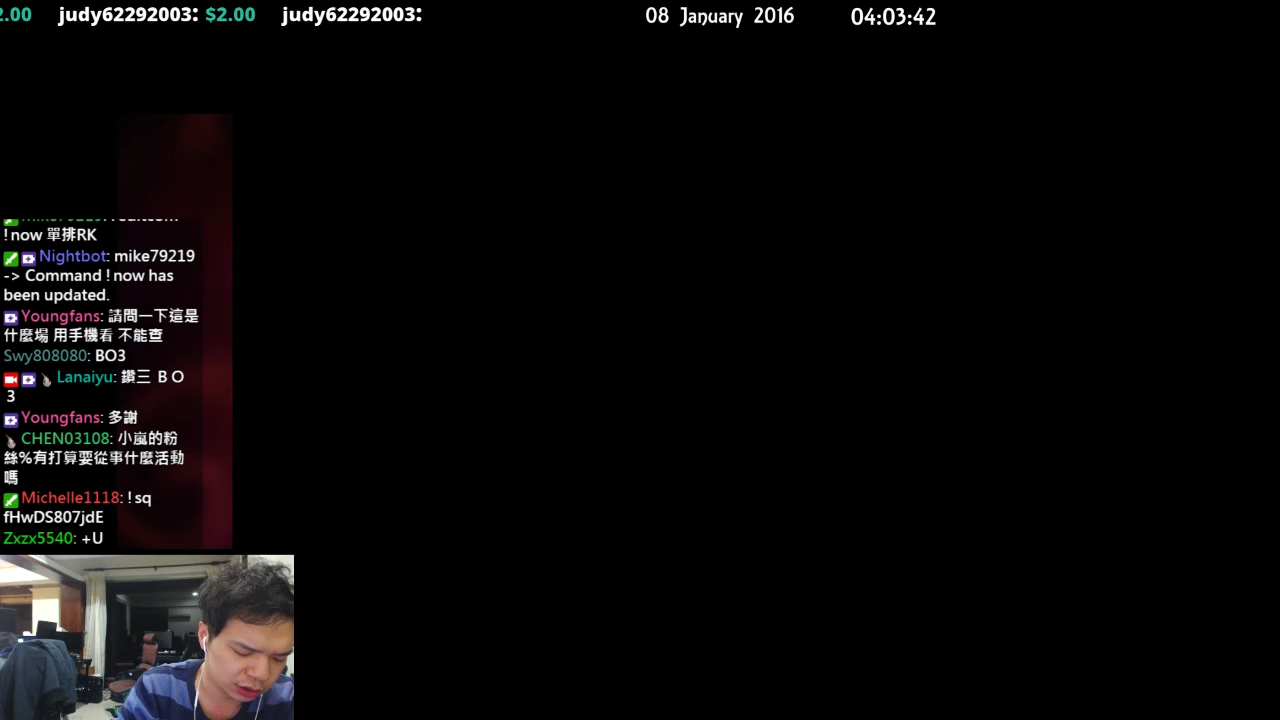 2.00 judy62292003: $2.00 judy62292003:
08 January 2016 04:03:42
!now 單排RK
Nightbot: mike79219
-> Command !now has
been updated.
Youngfans: 請問一下這是
什麼場 用手機看 不能查
Swy808080: BO3
Lanaiyu: 鑽三 ＢＯ
3
Youngfans: 多謝
CHEN03108: 小嵐的粉
絲%有打算要從事什麼活動
嗎
Michelle1118: !sq
fHwDS807jdE
Zxzx5540: +U